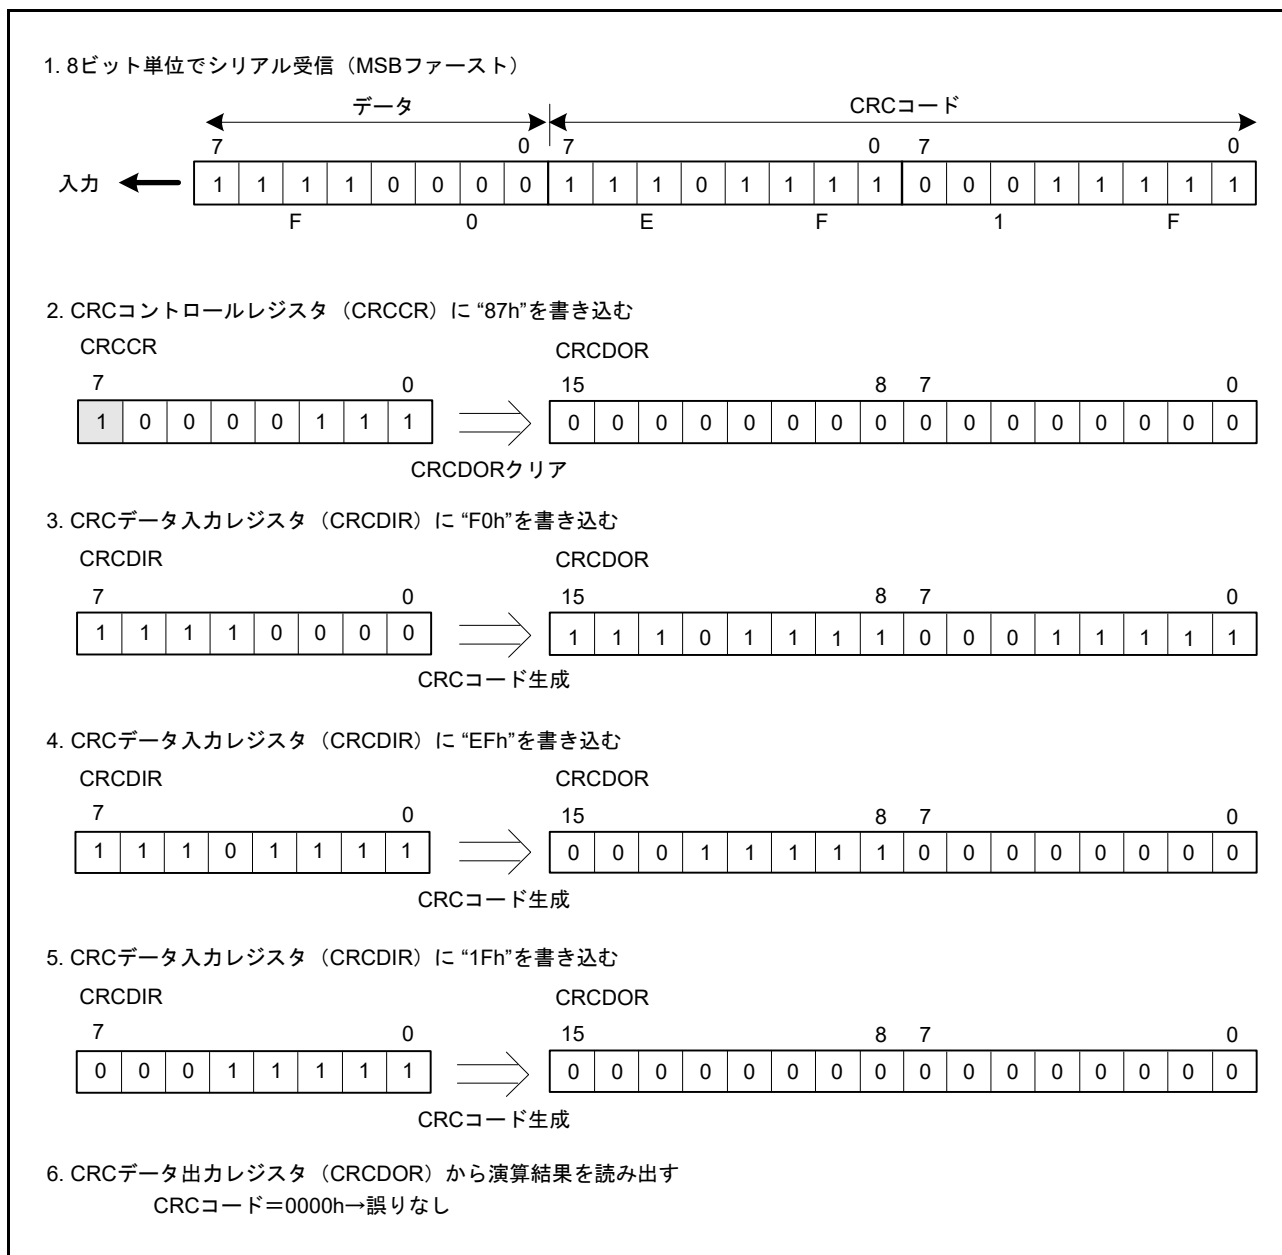 1. 8ビット単位でシリアル受信（MSBファースト）
データ CRCコード
7 0 7 0 7 0
入力 1 1 1 1 0 0 0 0 1 1 1 0 1 1 1 1 0 0 0 1 1 1 1 1
F 0 E F 1 F
2. CRCコントロールレジスタ（CRCCR）に “87h”を書き込む
CRCCR CRCDOR
7 0 15 8 7 0
1 0 0 0 0 1 1 1 0 0 0 0 0 0 0 0 0 0 0 0 0 0 0 0
CRCDORクリア
3. CRCデータ入力レジスタ（CRCDIR）に “F0h”を書き込む
CRCDIR CRCDOR
7 0 15 8 7 0
1 1 1 1 0 0 0 0 1 1 1 0 1 1 1 1 0 0 0 1 1 1 1 1
CRCコード生成
4. CRCデータ入力レジスタ（CRCDIR）に “EFh”を書き込む
CRCDIR CRCDOR
7 0 15 8 7 0
1 1 1 0 1 1 1 1 0 0 0 1 1 1 1 1 0 0 0 0 0 0 0 0
CRCコード生成
5. CRCデータ入力レジスタ（CRCDIR）に “1Fh”を書き込む
CRCDIR CRCDOR
7 0 15 8 7 0
0 0 0 1 1 1 1 1 0 0 0 0 0 0 0 0 0 0 0 0 0 0 0 0
CRCコード生成
6. CRCデータ出力レジスタ（CRCDOR）から演算結果を読み出す
CRCコード＝0000h→誤りなし